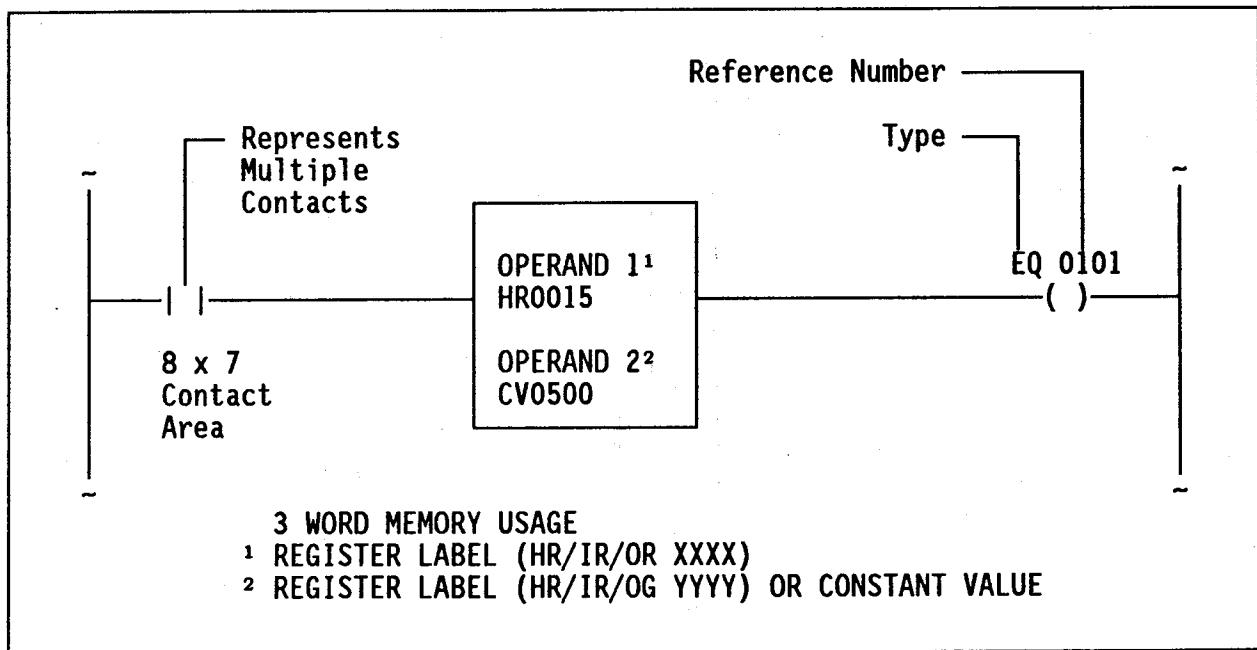 Reference Number
Type
Represents
Multiple
Contacts
~
~
EQ 0101
OPERAND 1¹
HR0015
OPERAND 2²
CV0500
| |
( )
8 x 7
Contact
Area
~
~
3 WORD MEMORY USAGE
¹ REGISTER LABEL (HR/IR/OR XXXX)
² REGISTER LABEL (HR/IR/OG YYYY) OR CONSTANT VALUE